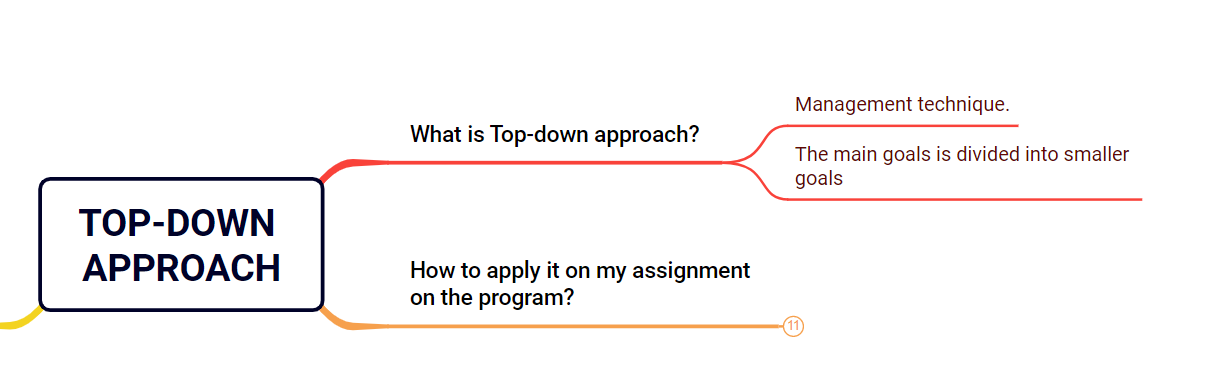 Management technique.
What is Top-down approach?
The main goals is divided into smaller
goals
TOP-DOWN
APPROACH
How to apply it on my assignment
on the program?
11